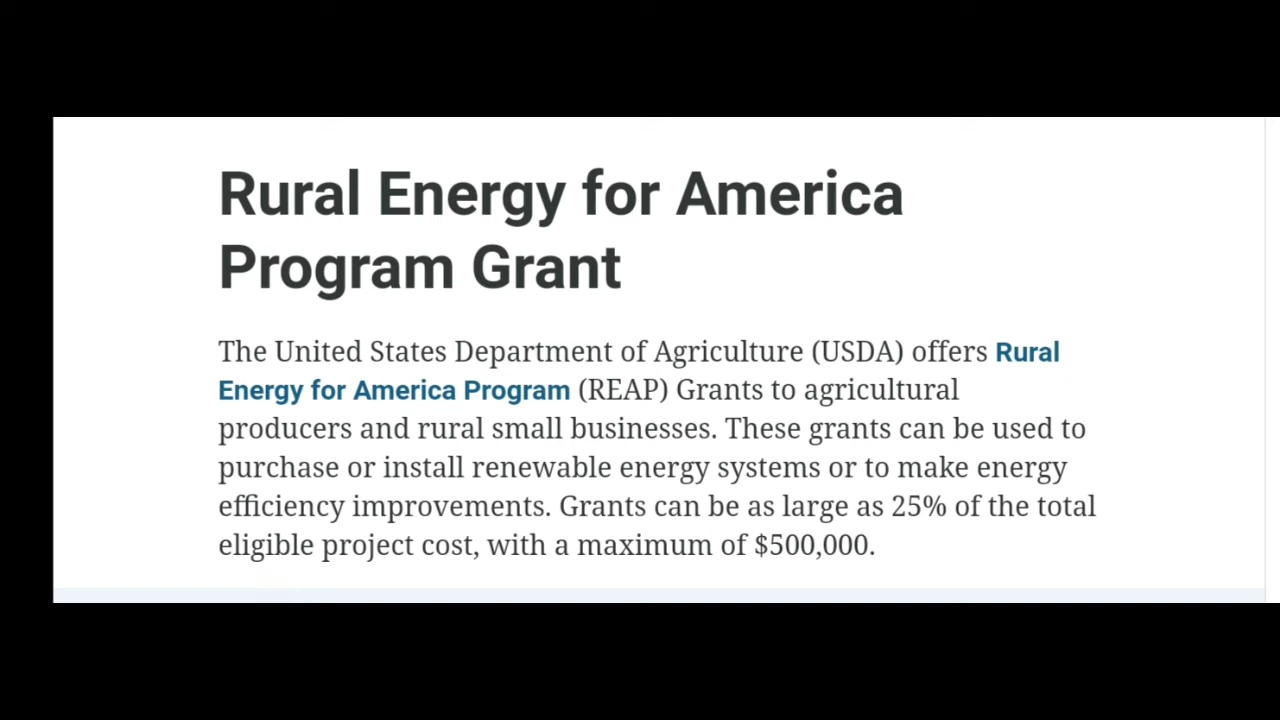 Rural Energy for America
Program Grant
The United States Department of Agriculture (USDA) offers Rural
Energy for America Program (REAP) Grants to agricultural
producers and rural small businesses. These grants can be used to
purchase or install renewable energy systems or to make energy
efficiency improvements. Grants can be as large as 25% of the total
eligible project cost, with a maximum of $500,000.